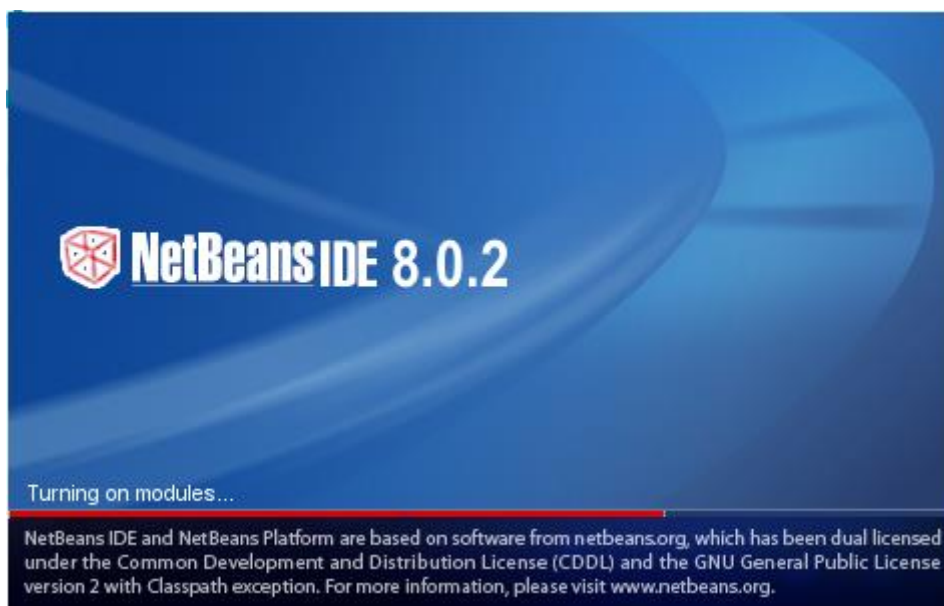 NetBeans IDE 8.0.2
Turning on modules...
NetBeans IDE and NetBeans Platform are based on software from netbeans.org, which has been dual licensed
under the Common Development and Distribution License (CDDL) and the GNU General Public License
version 2 with Classpath exception. For more information, please visit www.netbeans.org.